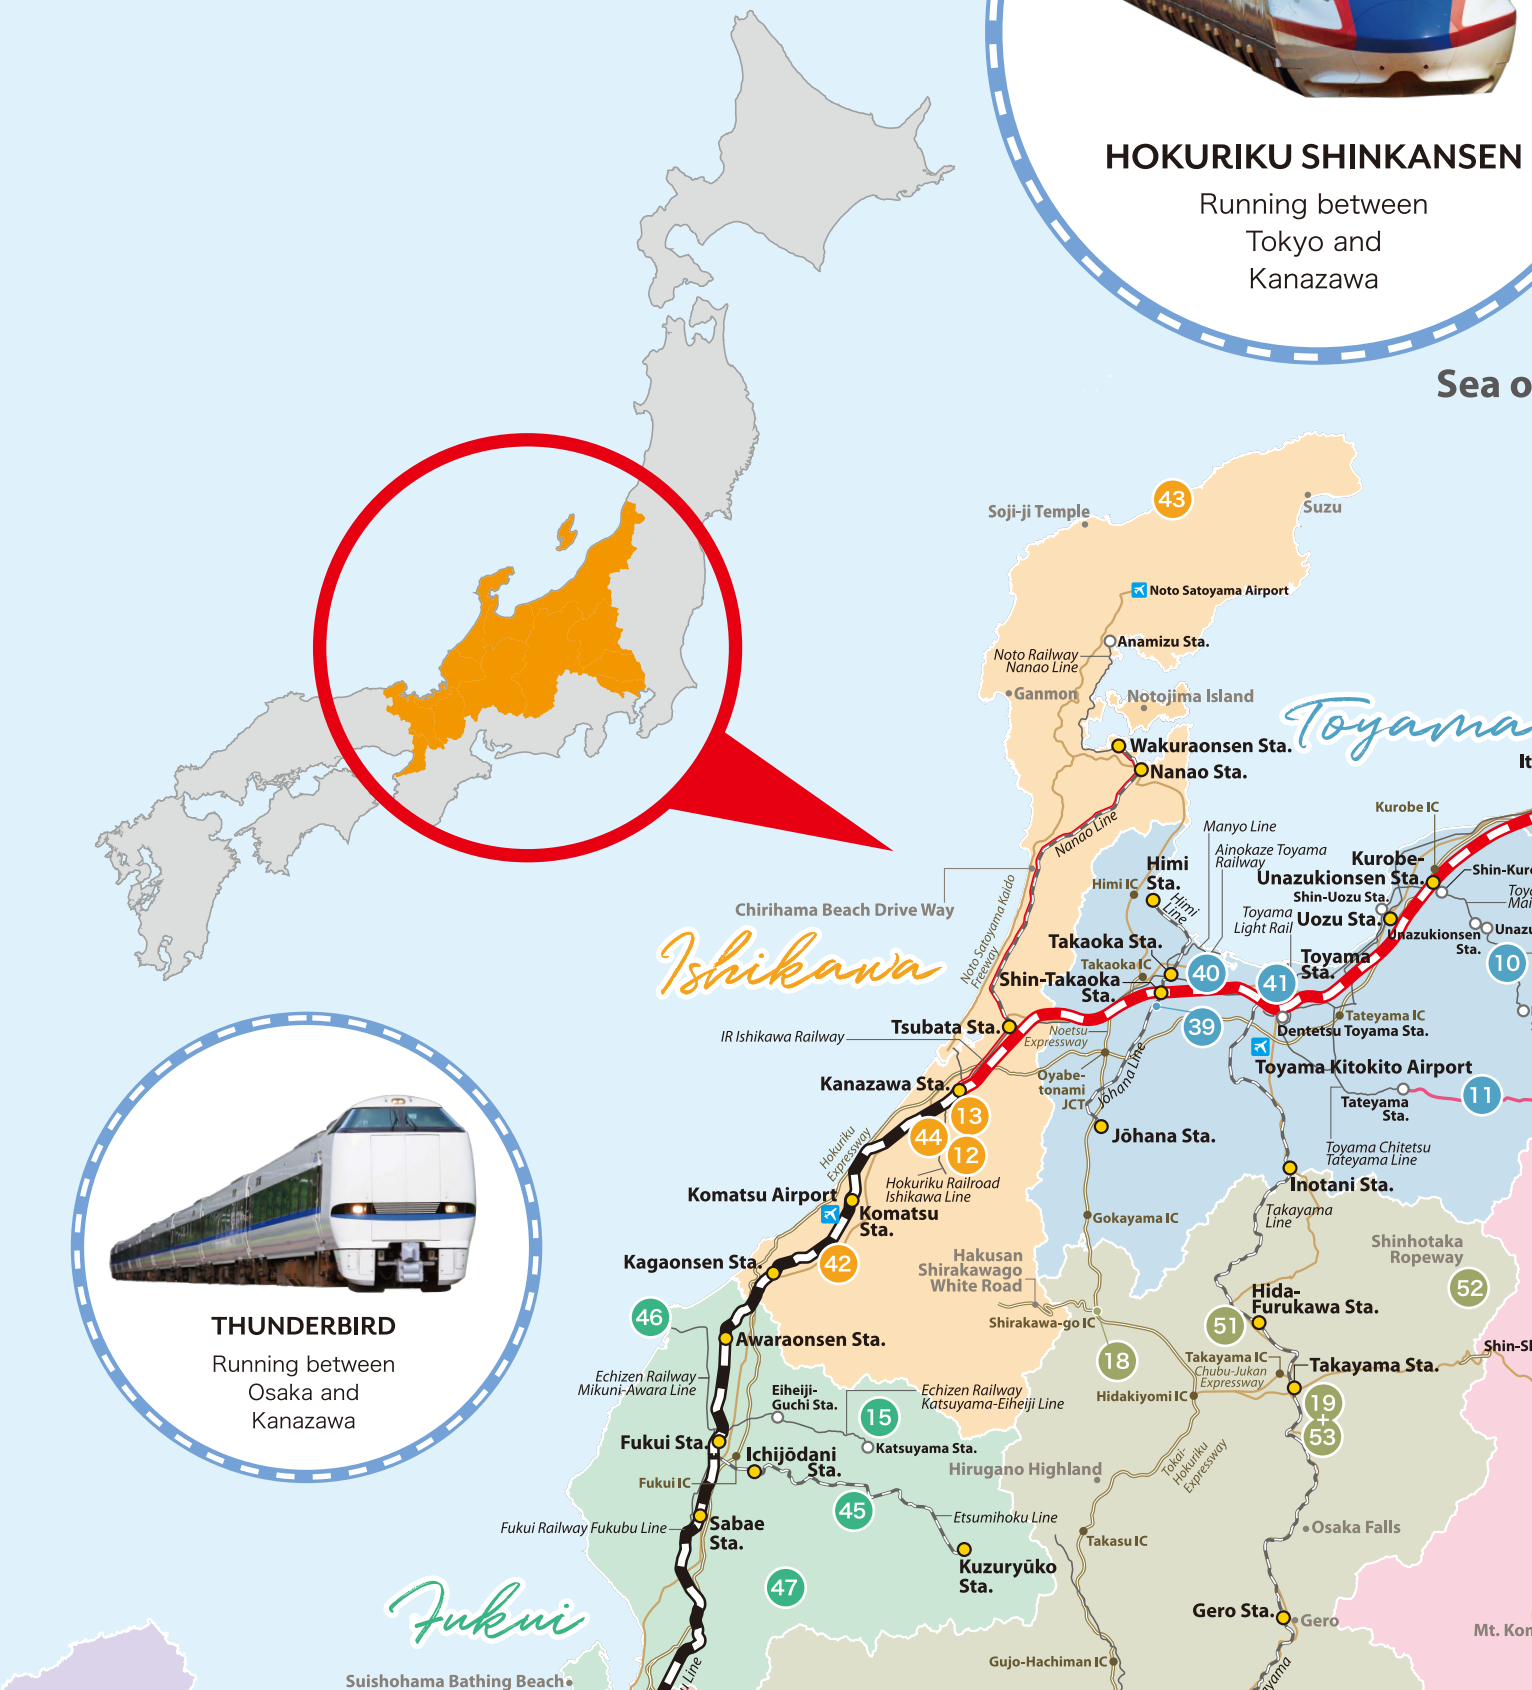 HOKURIKU SHINKANSEN
Running between
Tokyo and
Kanazawa
Sea o
43
Soji-ji Temple
Suzu
Noto Satoyama Airport
Anamizu Sta.
Noto Railway
Nanao Line
Ganmon
Notojima Island
Toyama
Wakuraonsen Sta.
Nanao Sta.
It
Kurobe IC
Nanao Line
Manyo Line
Ainokaze Toyama
Railway
Himi
Sta.
Kurobe-
Unazukionsen Sta.
Shin-Kuro
Himi IC
Himi
Line
Shin-Uozu Sta.
Toya
Mai
Chirihama Beach Drive Way
Toyama
Light Rail
Uozu Sta.
Unazukionsen
Sta.
Unazu
Ishikawa
Noto Satoyama Kaido
Freeway
Takaoka Sta.
Takaoka IC
40
Toyama
Sta.
10
Shin-Takaoka
Sta.
41
IR Ishikawa Railway
Tsubata Sta.
Noetsu
Expressway
39
Tateyama IC
Dentetsu Toyama Sta.
Toyama Kitokito Airport
Kanazawa Sta.
Oyabe-
tonami
JCT
Jōhana Line
Tateyama
Sta.
11
13
44
12
Jōhana Sta.
Hokuriku
Expressway
Toyama Chitetsu
Tateyama Line
Hokuriku Railroad
Ishikawa Line
Inotani Sta.
Komatsu Airport
Komatsu
Sta.
Gokayama IC
Takayama
Line
Kagaonsen Sta.
42
Hakusan
Shirakawago
White Road
Shinhotaka
Ropeway
52
THUNDERBIRD
Running between
Osaka and
Kanazawa
46
Hida-
Furukawa Sta.
Shirakawa-go IC
51
Awaraonsen Sta.
18
Takayama IC
Chubu-Jukan
Expressway
Takayama Sta.
Shin-Sh
Echizen Railway
Mikuni-Awara Line
Eiheiji-
Guchi Sta.
Echizen Railway
Katsuyama-Eiheiji Line
Hidakiyomi IC
15
19
+
53
Fukui Sta.
Katsuyama Sta.
Ichijōdani
Sta.
Fukui IC
Hirugano Highland
Tokai-
Hokuriku
Expressway
45
Etsumihoku Line
Fukui Railway Fukubu Line
Sabae
Sta.
Osaka Falls
Takasu IC
Kuzuryūko
Sta.
47
Fukui
Gero Sta.
Gero
Mt. Kon
Gujo-Hachiman IC
Suishohama Bathing Beach
u Line
ayama